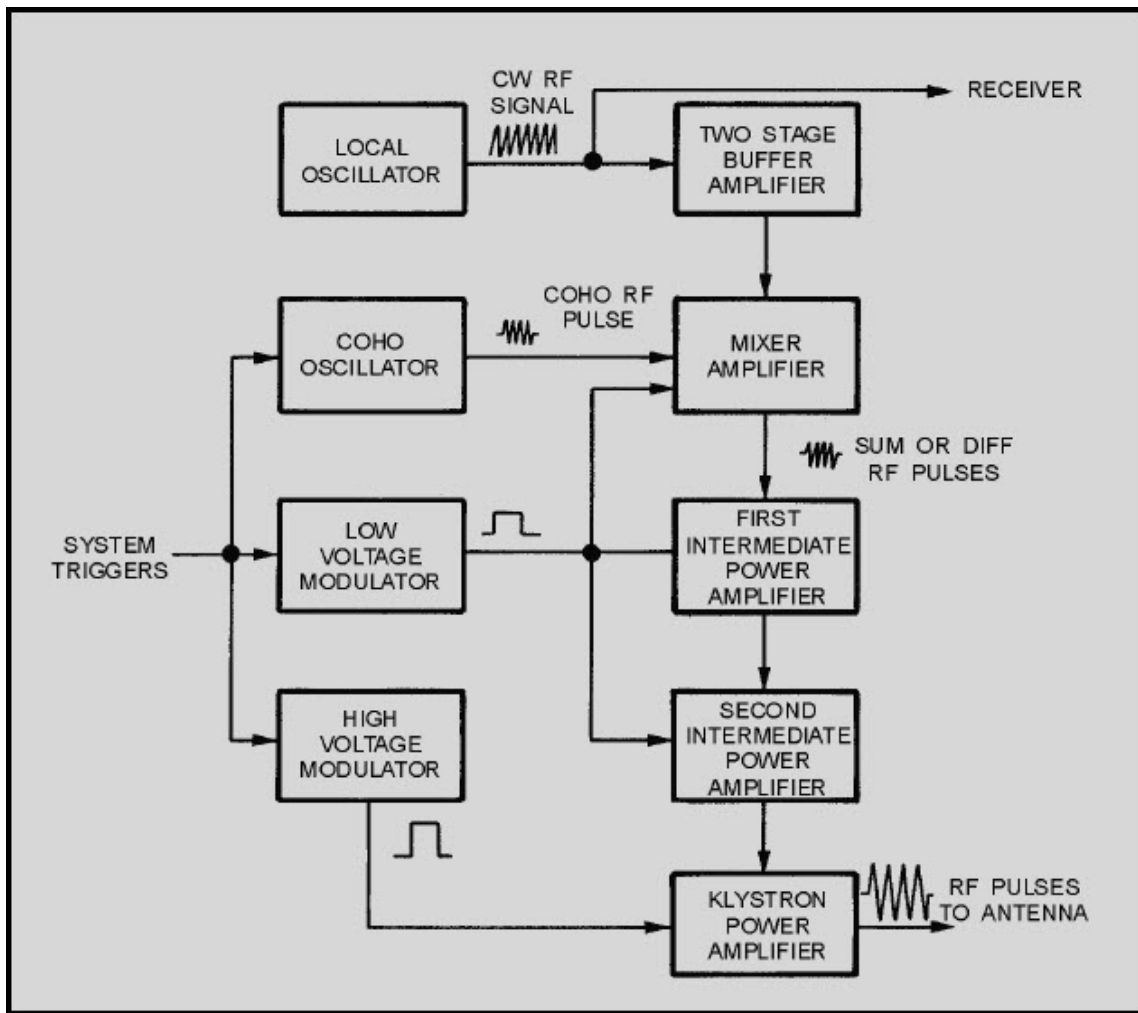 CW RF
SIGNAL
RECEIVER
LOCAL
OSCILLATOR
TWO STAGE
BUFFER
AMPLIFIER
COHO RF
PULSE
COHO
OSCILLATOR
MIXER
AMPLIFIER
SUM OR DIFF
RF PULSES
SYSTEM
TRIGGERS
LOW
VOLTAGE
MODULATOR
FIRST
INTERMEDIATE
POWER
AMPLIFIER
HIGH
VOLTAGE
MODULATOR
SECOND
INTERMEDIATE
POWER
AMPLIFIER
KLYSTRON
POWER
AMPLIFIER
RF PULSES
TO ANTENNA